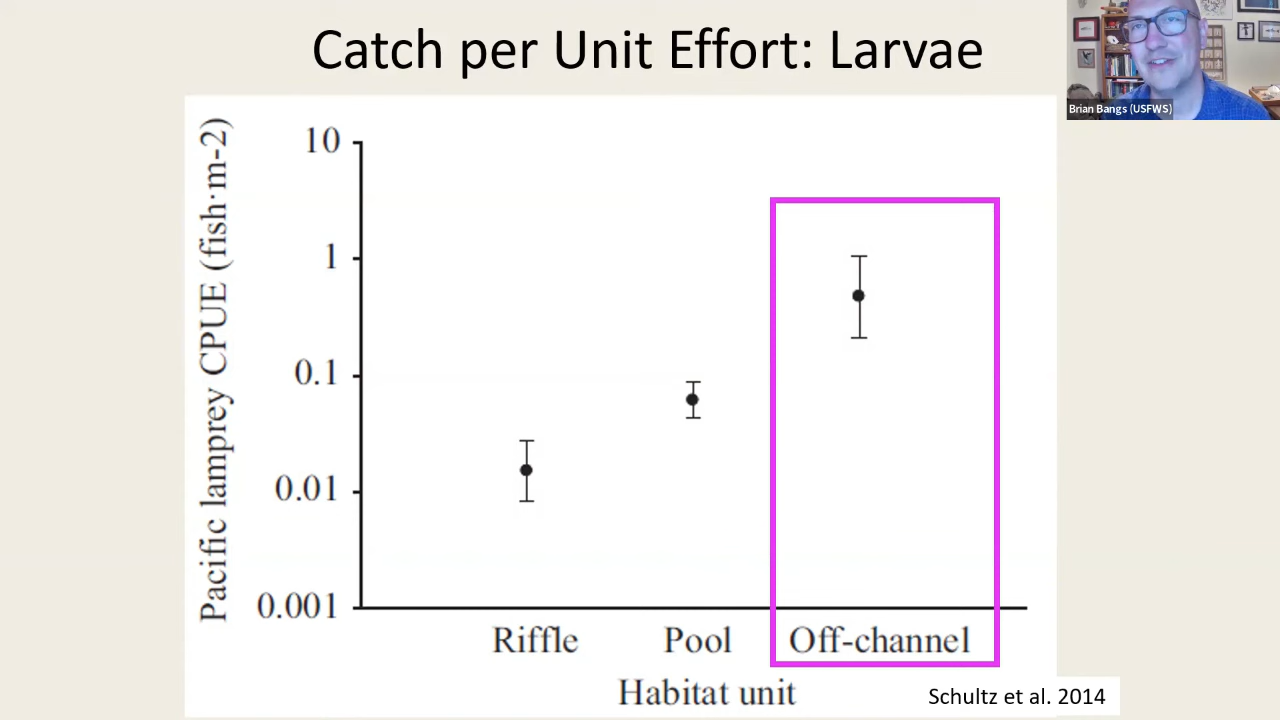 Catch per Unit Effort: Larvae
Brian Bangs (USFWS)
Pacific lamprey CPUE (fish·m-2)
10
1
0.1
0.01
0.001
Riffle Pool Off-channel
Habitat unit
Schultz et al. 2014